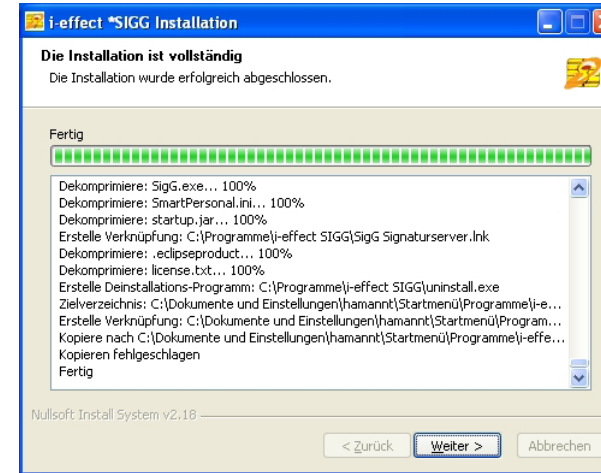 i-effect *SIGG Installation
Die Installation ist vollständig
Die Installation wurde erfolgreich abgeschlossen.
Fertig
Dekomprimiere: SigG.exe... 100%
Dekomprimiere: SmartPersonal.ini... 100%
Dekomprimiere: startup.jar... 100%
Erstelle Verknüpfung: C:\Programme\i-effect SIGG\SigG Signaturserver.lnk
Dekomprimiere: .eclipseproduct... 100%
Dekomprimiere: license.txt... 100%
Erstelle Deinstallations-Programm: C:\Programme\i-effect SIGG\uninstall.exe
Zielverzeichnis: C:\Dokumente und Einstellungen\hamannt\Startmenü\Programme\i-e...
Erstelle Verknüpfung: C:\Dokumente und Einstellungen\hamannt\Startmenü\Program...
Kopiere nach C:\Dokumente und Einstellungen\hamannt\Startmenü\Programme\i-effe...
Kopieren fehlgeschlagen
Fertig
Nullsoft Install System v2.18
< Zurück Weiter > Abbrechen